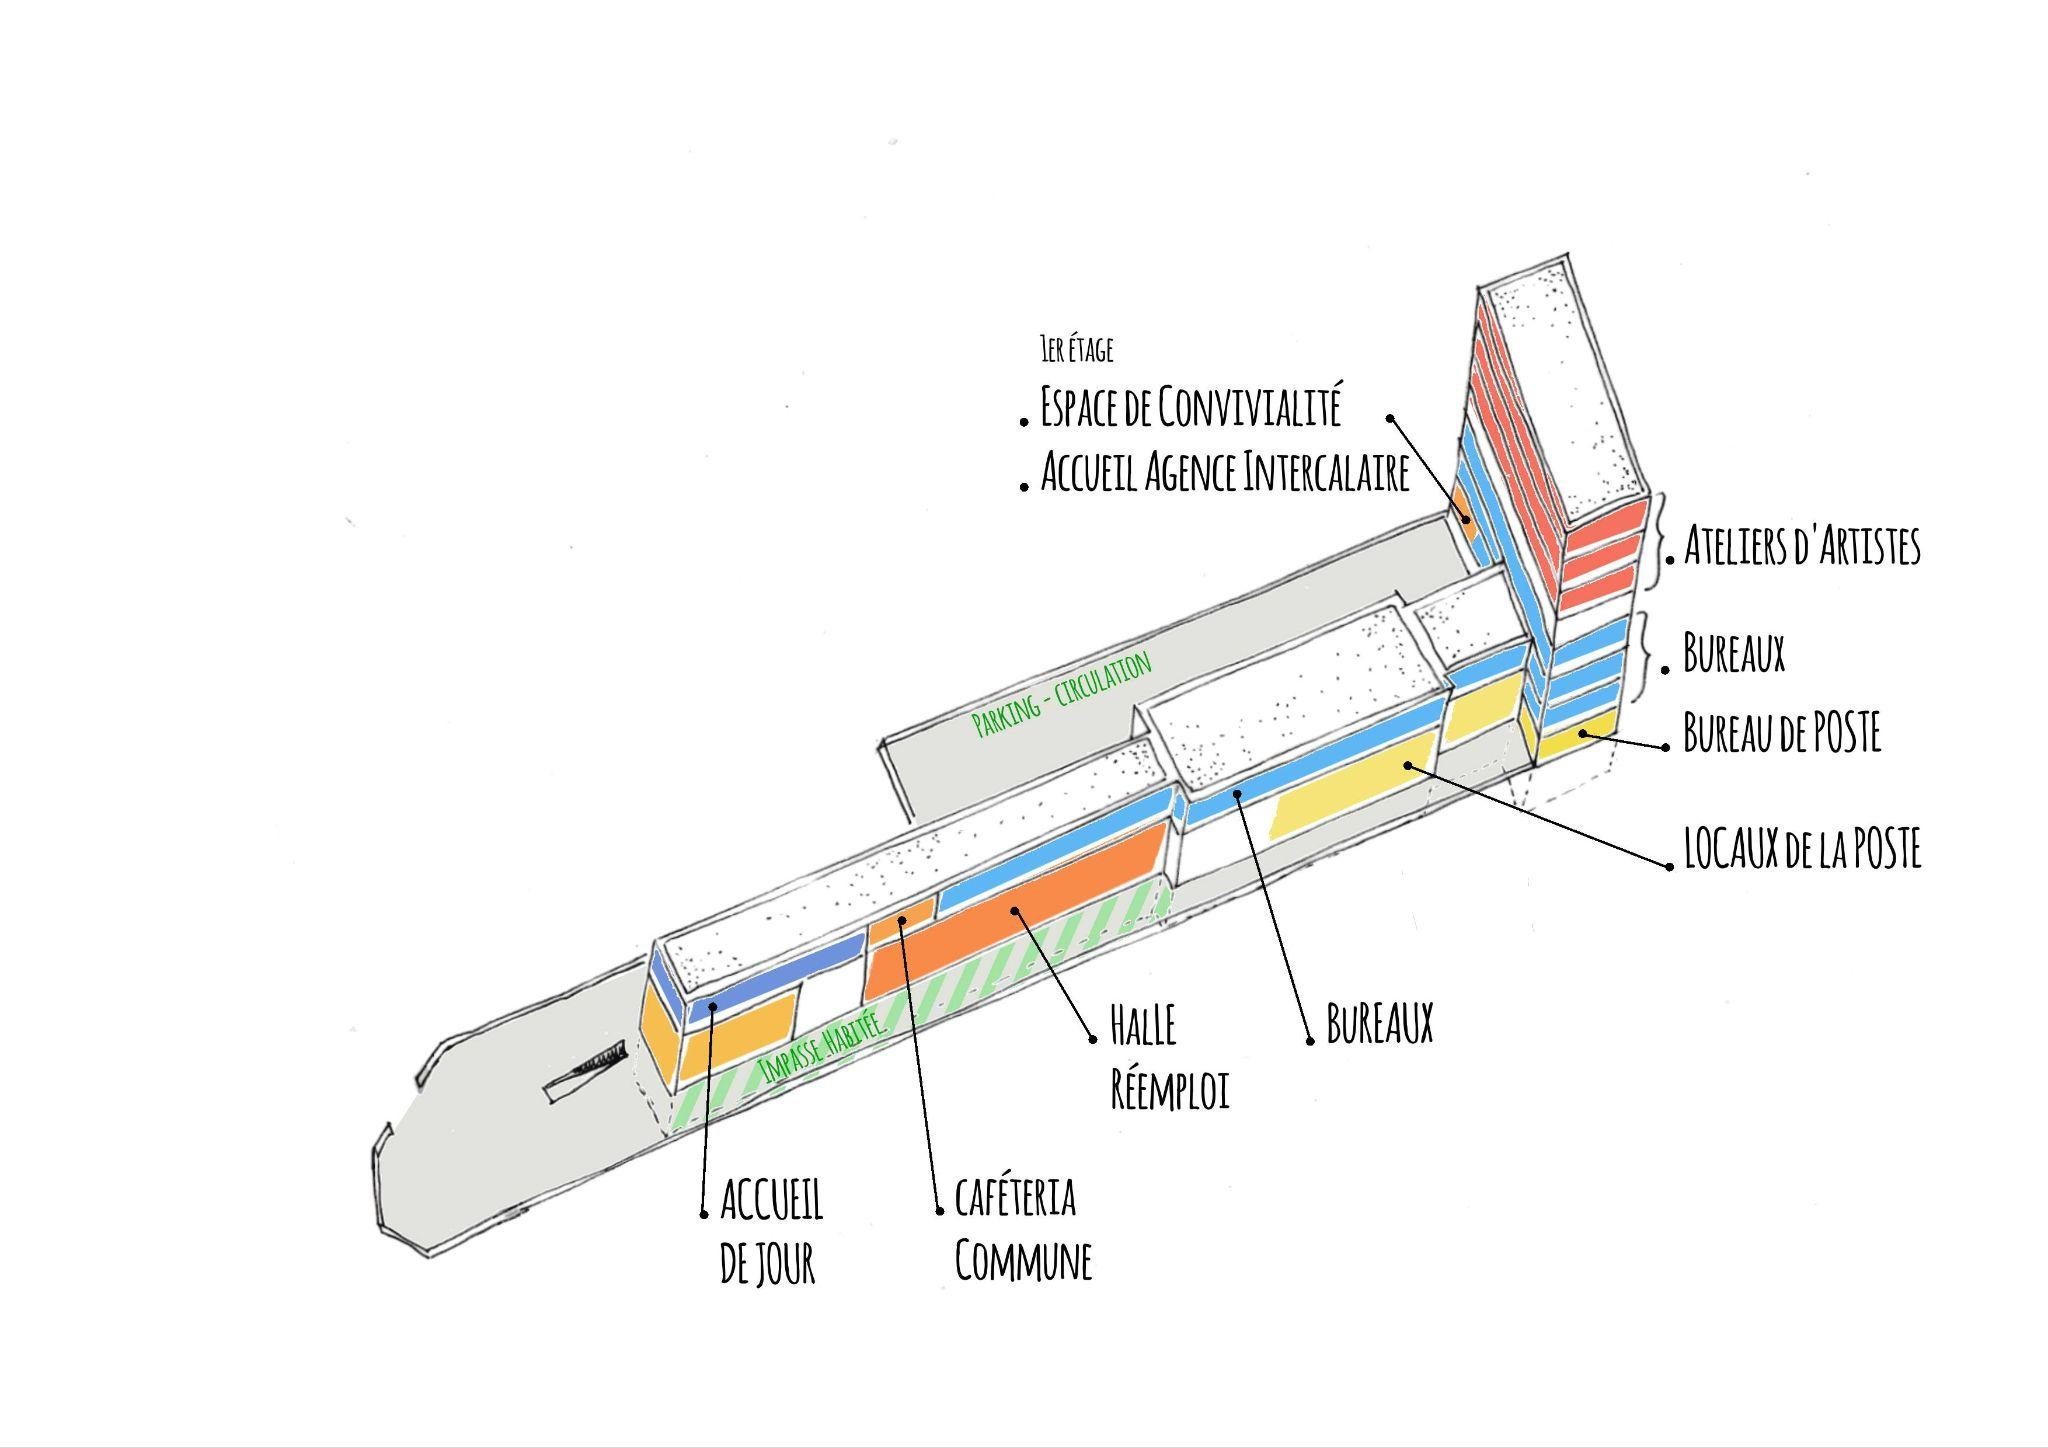 1ER ÉTAGE
. ESPACE DE CONVIVIALITÉ
. ACCUEIL AGENCE INTERCALAIRE
. ATELIERS D'ARTISTES
. BUREAUX
BUREAU DE POSTE
LOCAUX DE LA POSTE
PARKING - CIRCULATION
IMPASSE HABITÉE
HALLE
RÉEMPLOI
BUREAUX
ACCUEIL
DE JOUR
CAFÉTERIA
COMMUNE